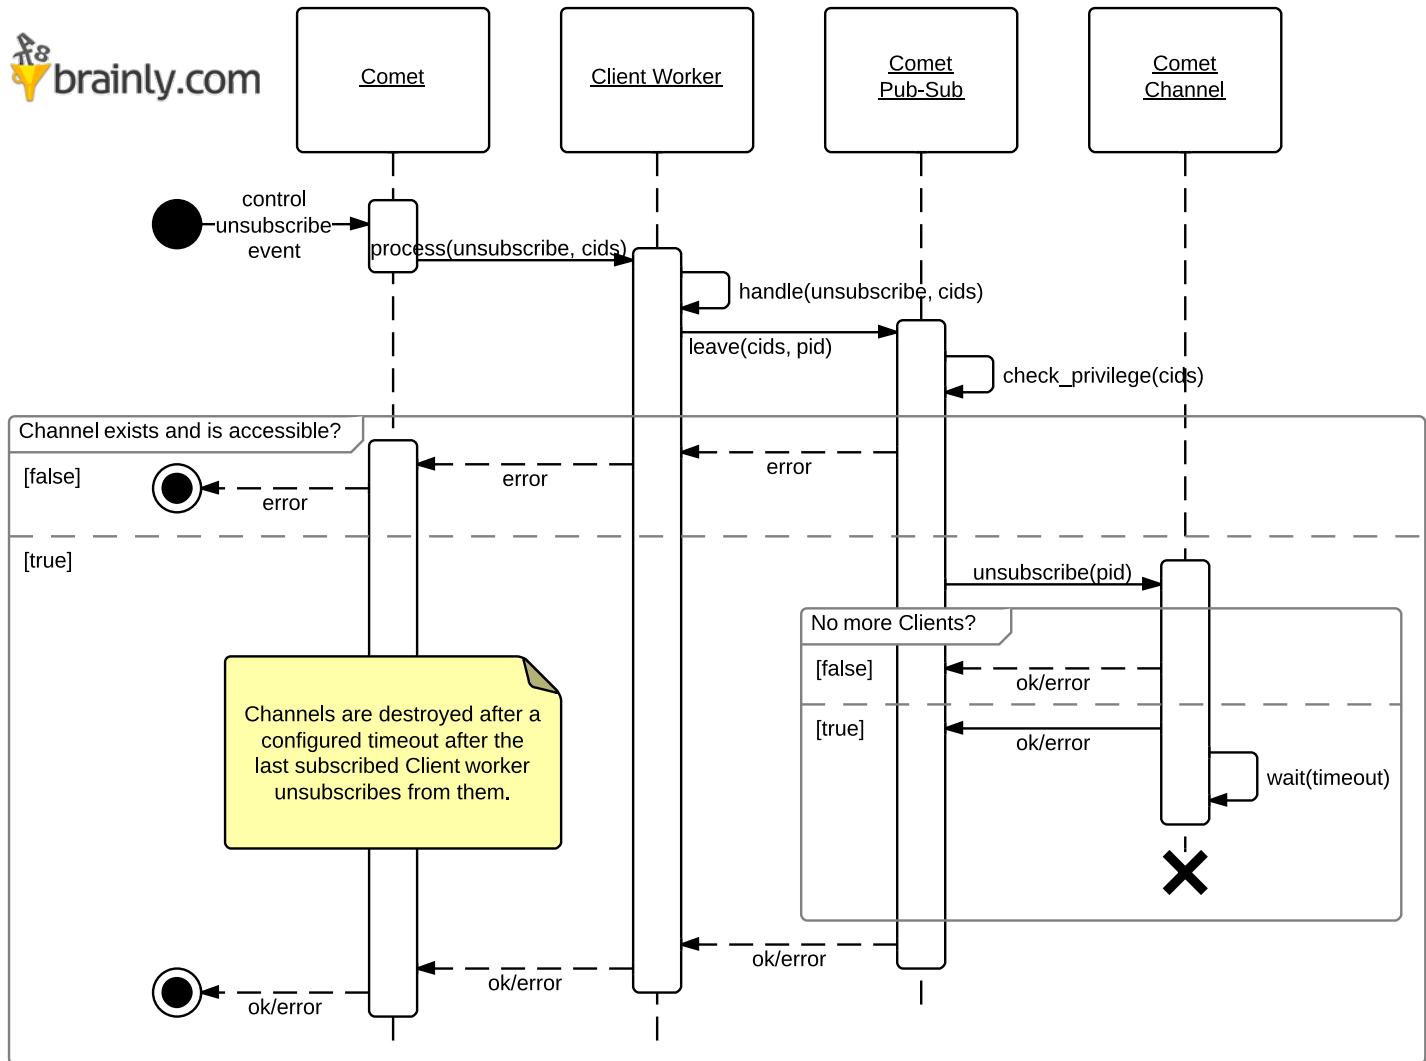 brainly.com
Comet
Client Worker
Comet
Pub-Sub
Comet
Channel
control
unsubscribe
event
process(unsubscribe, cids)
handle(unsubscribe, cids)
leave(cids, pid)
check_privilege(cids)
Channel exists and is accessible?
[false]
error
error
error
[true]
unsubscribe(pid)
No more Clients?
[false]
ok/error
[true]
ok/error
wait(timeout)
Channels are destroyed after a
configured timeout after the
last subscribed Client worker
unsubscribes from them.
ok/error
ok/error
ok/error